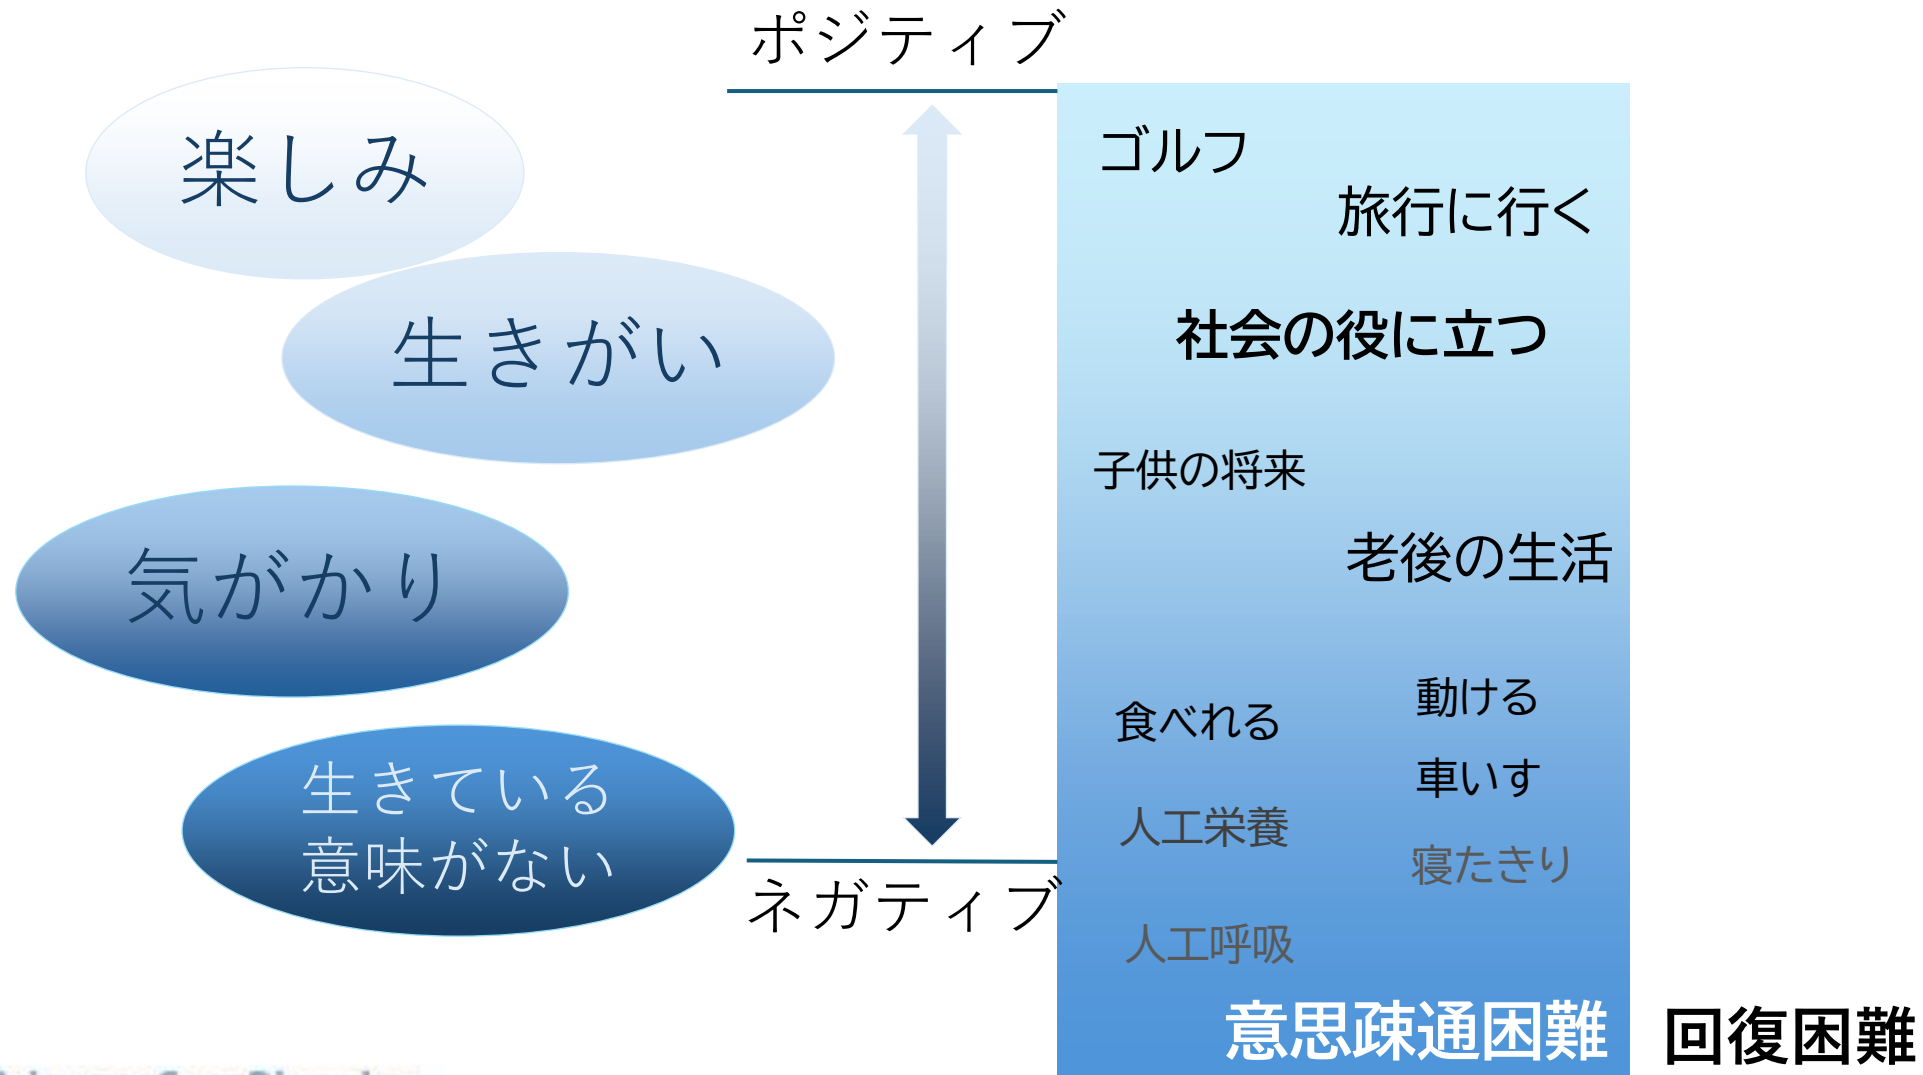 ポジティブ
楽しみ
生きがい
気がかり
生きている
意味がない
ネガティブ
ゴルフ
旅行に行く
社会の役に立つ
子供の将来
老後の生活
動ける
食べれる
車いす
人工栄養
寝たきり
人工呼吸
意思疎通困難
回復困難